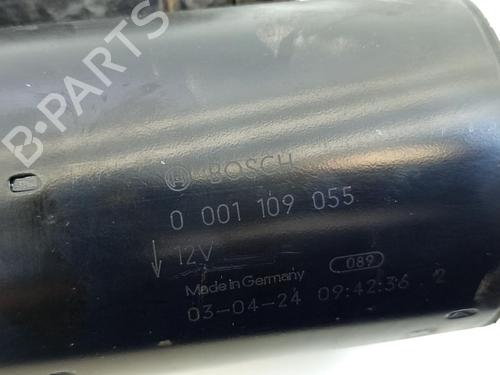 B-PARTS
BOSCH
0 001 109 055
12V
089
Made in Germany
03-04-24 09:42:36 2